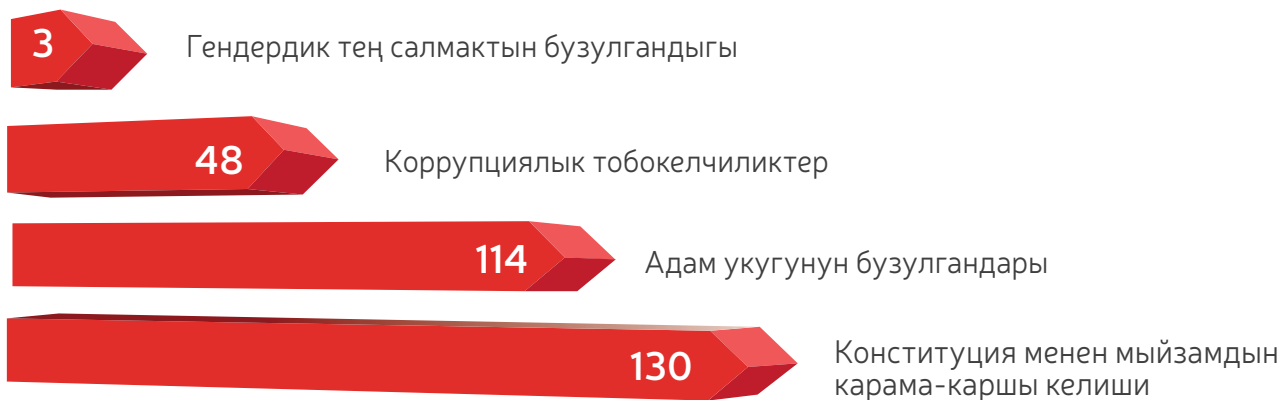 3 Гендердик тең салмактын бузулгандыгы
48 Коррупциялык тобокелчиликтер
114 Адам укугунун бузулгандары
130 Конституция менен мыйзамдын
карама-каршы келиши